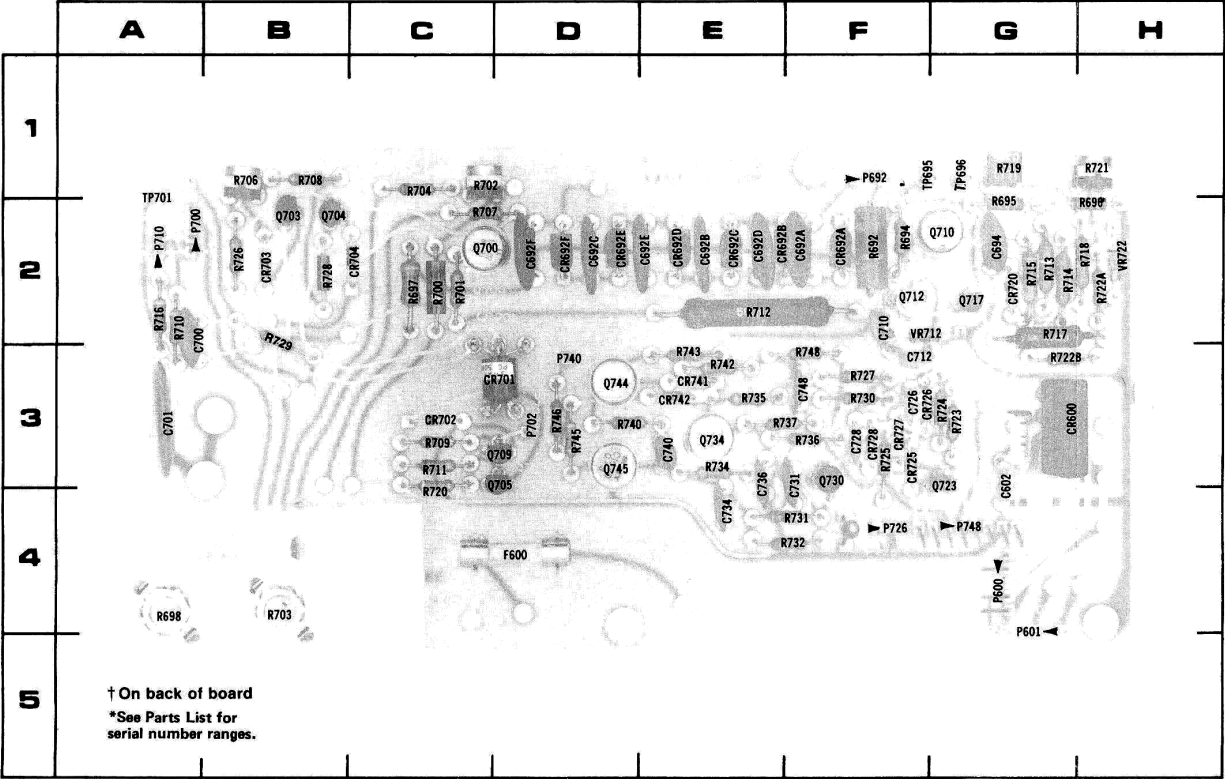 A B C D E F G H
1
R706 R708 R704 R702 P692 TP695 TP696 R719 R721
TP701 R695 R698*
P710 P700 Q703 Q704 R707 R694 Q710
2
R726 CR703 R728 CR704 Q700 C692F CR692F C692C CR692E C692E CR692D C692B CR692C C692D CR692B C692A CR692A R692 C694 R713 R718 VR722
R697 R700 R701 CR720 R715 R714 R722A
R716 R710 C700 R712 Q712 Q717
R729 C710 VR712 R717
P740 R743 R748 C712 R722B
CR701 Q744 R742 R727
CR741
3
C701 CR742 R735 C748 R730 C726 CR726 R724 R723 CR600
CR702 P702 R746 R745 R740 R737
R709 Q709 C740 Q734 R736 C728 CR728 R725 CR727 CR725
R711 Q745 R734
R720 Q705 C736 C731 Q730 Q723 C602
C734 R731 P726 P748
4
F600 R732
R698 R703 P600
P601
5
† On back of board
*See Parts List for
serial number ranges.